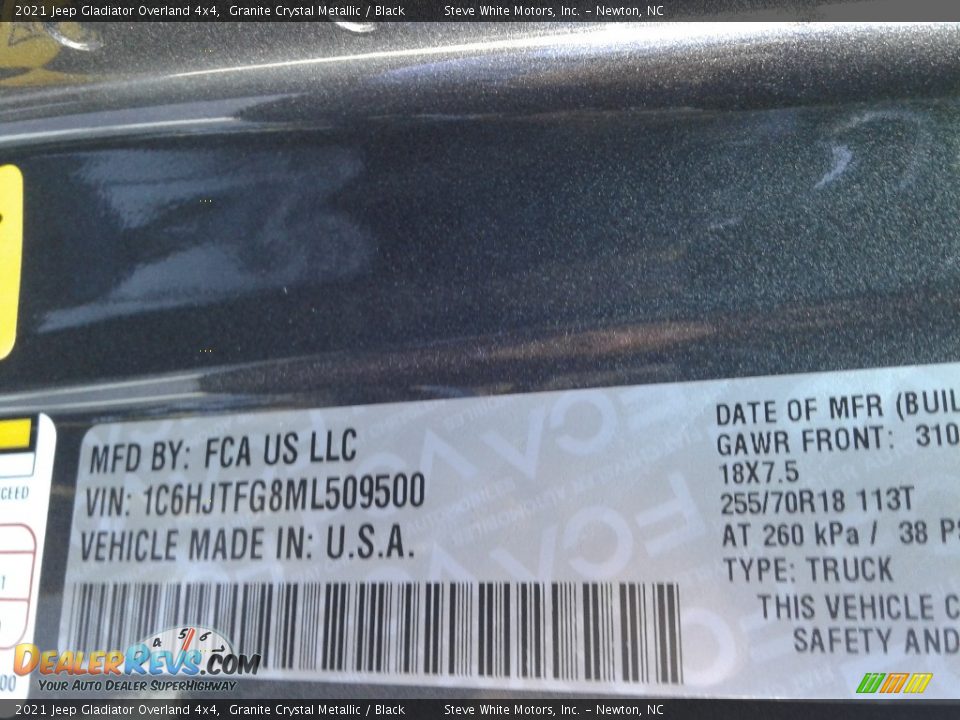 2021 Jeep Gladiator Overland 4x4, Granite Crystal Metallic / Black Steve White Motors, Inc. - Newton, NC
MFD BY: FCA US LLC
VIN: 1C6HJTFG8ML509500
VEHICLE MADE IN: U.S.A.
DATE OF MFR (BUIL
GAWR FRONT: 310
18X7.5
255/70R18 113T
AT 260 kPa / 38 PS
TYPE: TRUCK
THIS VEHICLE C
SAFETY AND
CEED
DEALERREVS.COM
YOUR AUTO DEALER SUPERHIGHWAY
2021 Jeep Gladiator Overland 4x4, Granite Crystal Metallic / Black Steve White Motors, Inc. - Newton, NC